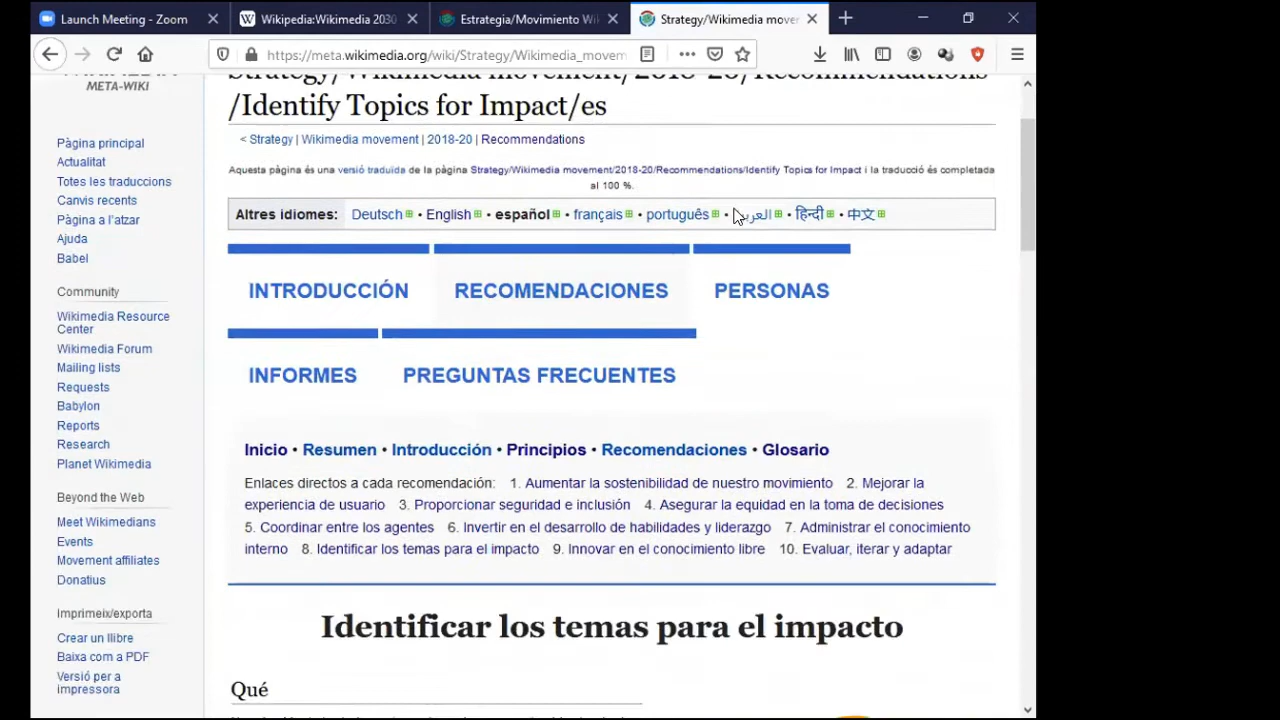 Launch Meeting - Zoom
Wikipedia:Wikimedia 2030
Estrategia/Movimiento Wi
Strategy/Wikimedia mover
https://meta.wikimedia.org/wiki/Strategy/Wikimedia_movem
META-WIKI
Pàgina principal
Actualitat
Totes les traduccions
Canvis recents
Pàgina a l'atzar
Ajuda
Babel
Community
Wikimedia Resource
Center
Wikimedia Forum
Mailing lists
Requests
Babylon
Reports
Research
Planet Wikimedia
Beyond the Web
Meet Wikimedians
Events
Movement affiliates
Donatius
Imprimeix/exporta
Crear un llibre
Baixa com a PDF
Versió per a
impressora
Strategy/Wikimedia movement/2018-20/Recommendations
/Identify Topics for Impact/es
< Strategy | Wikimedia movement | 2018-20 | Recommendations
Aquesta pàgina és una versió traduïda de la pàgina Strategy/Wikimedia movement/2018-20/Recommendations/Identify Topics for Impact i la traducció és completada
al 100 %.
Altres idiomes: Deutsch • English • español • français • português • العربية • हिन्दी • 中文
INTRODUCCIÓN RECOMENDACIONES PERSONAS
INFORMES PREGUNTAS FRECUENTES
Inicio • Resumen • Introducción • Principios • Recomendaciones • Glosario
Enlaces directos a cada recomendación: 1. Aumentar la sostenibilidad de nuestro movimiento 2. Mejorar la
experiencia de usuario 3. Proporcionar seguridad e inclusión 4. Asegurar la equidad en la toma de decisiones
5. Coordinar entre los agentes 6. Invertir en el desarrollo de habilidades y liderazgo 7. Administrar el conocimiento
interno 8. Identificar los temas para el impacto 9. Innovar en el conocimiento libre 10. Evaluar, iterar y adaptar
Identificar los temas para el impacto
Qué